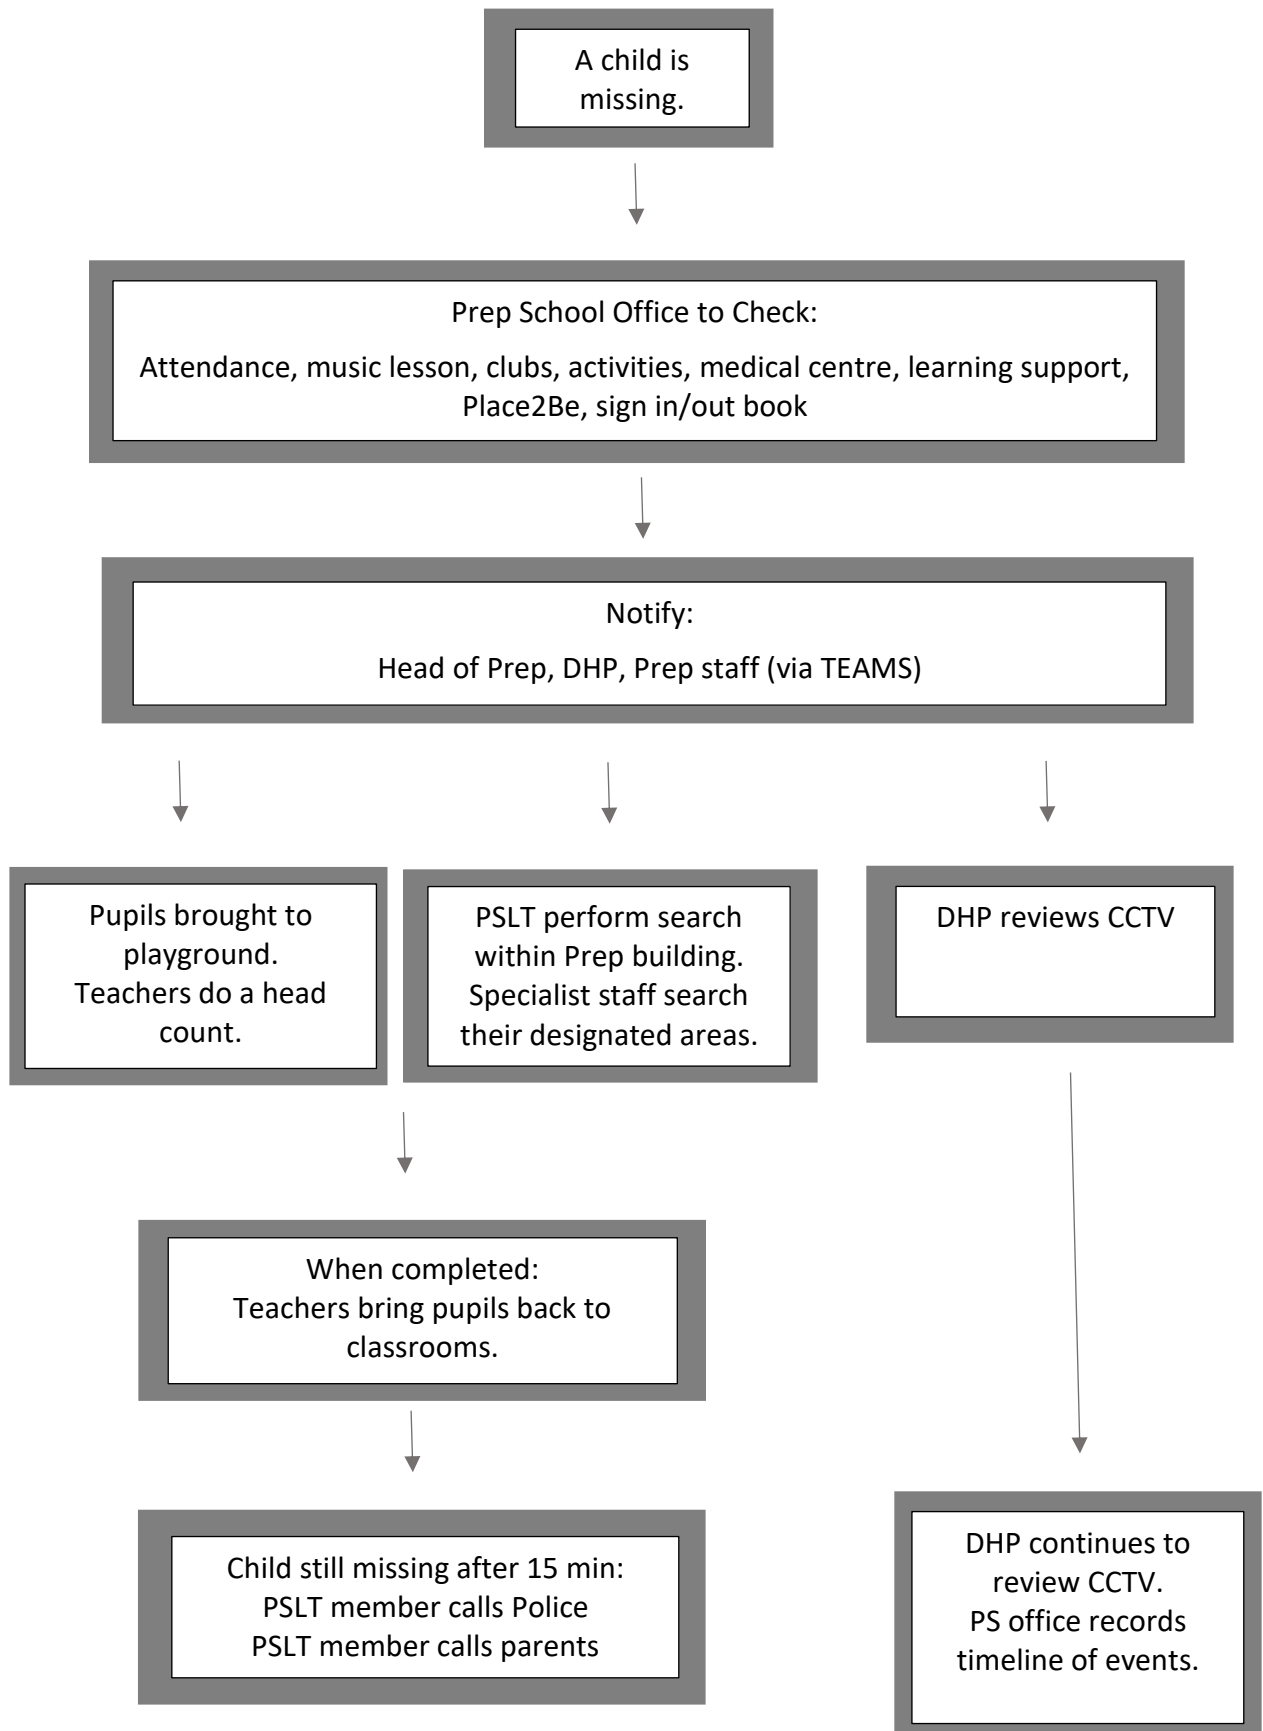 A child is
missing.
Prep School Office to Check:
Attendance, music lesson, clubs, activities, medical centre, learning support,
Place2Be, sign in/out book
Notify:
Head of Prep, DHP, Prep staff (via TEAMS)
Pupils brought to
playground.
Teachers do a head
count.
PSLT perform search
within Prep building.
Specialist staff search
their designated areas.
DHP reviews CCTV
When completed:
Teachers bring pupils back to
classrooms.
Child still missing after 15 min:
PSLT member calls Police
PSLT member calls parents
DHP continues to
review CCTV.
PS office records
timeline of events.